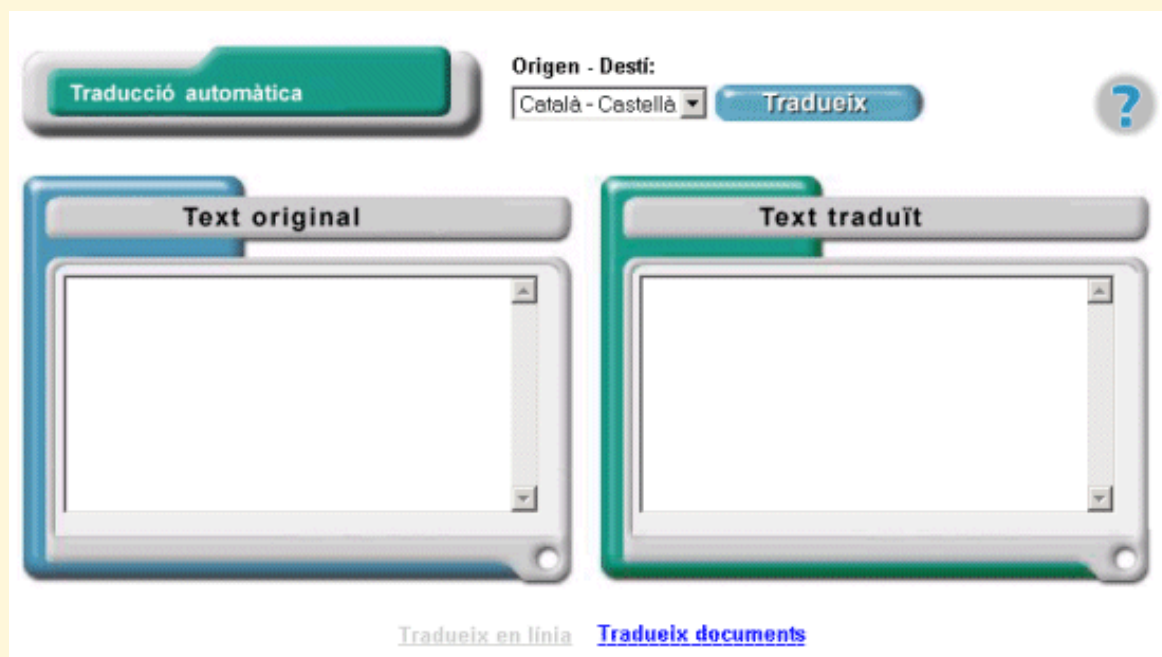 Traducció automàtica
Origen - Destí:
Català - Castellà
Tradueix
?
Text original
Text traduït
Tradueix en línia
Tradueix documents